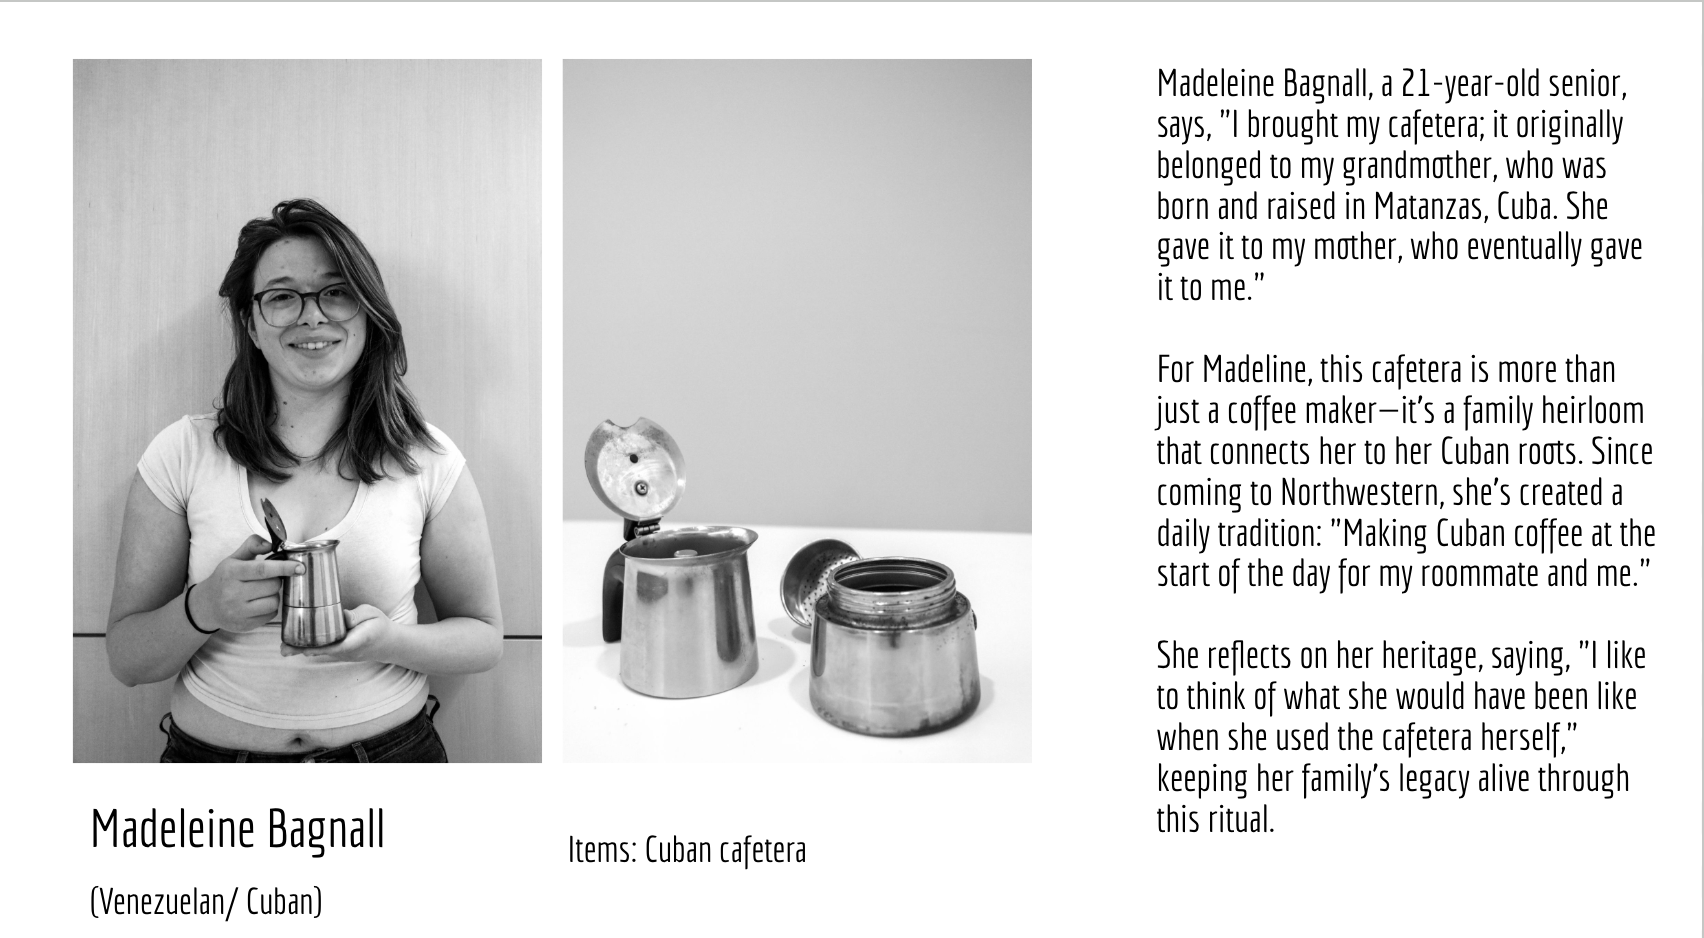 Madeleine Bagnall, a 21-year-old senior,
says, "I brought my cafetera; it originally
belonged to my grandmother, who was
born and raised in Matanzas, Cuba. She
gave it to my mother, who eventually gave
it to me."
For Madeline, this cafetera is more than
just a coffee maker—it's a family heirloom
that connects her to her Cuban roots. Since
coming to Northwestern, she's created a
daily tradition: "Making Cuban coffee at the
start of the day for my roommate and me."
She reflects on her heritage, saying, "I like
to think of what she would have been like
when she used the cafetera herself,"
keeping her family's legacy alive through
this ritual.
Madeleine Bagnall
(Venezuelan/ Cuban)
Items: Cuban cafetera